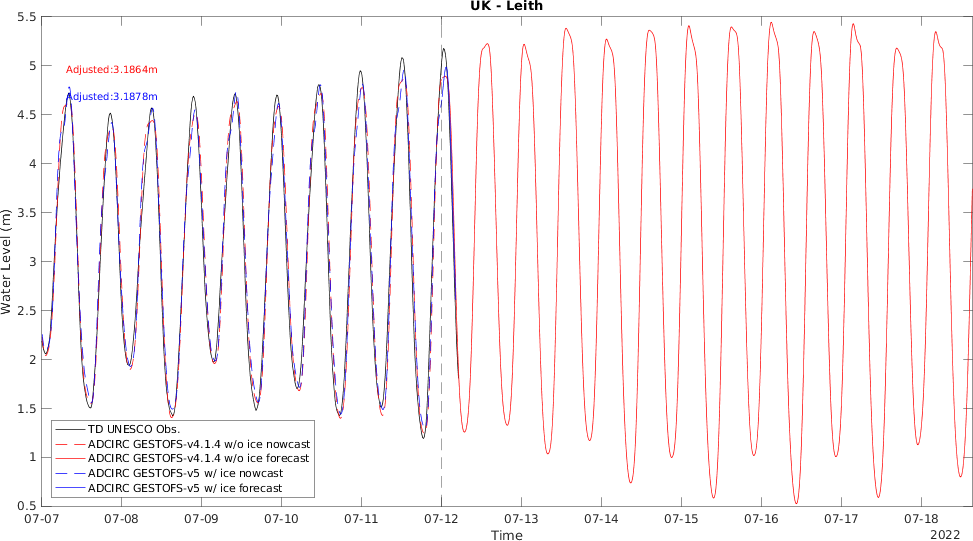 UK - Leith
Adjusted:3.1864m
Adjusted:3.1878m
Water Level (m)
5.5
5
4.5
4
3.5
3
2.5
2
1.5
1
0.5
TD UNESCO Obs.
ADCIRC GESTOFS-v4.1.4 w/o ice nowcast
ADCIRC GESTOFS-v4.1.4 w/o ice forecast
ADCIRC GESTOFS-v5 w/ ice nowcast
ADCIRC GESTOFS-v5 w/ ice forecast
07-07 07-08 07-09 07-10 07-11 07-12 07-13 07-14 07-15 07-16 07-17 07-18
Time
2022